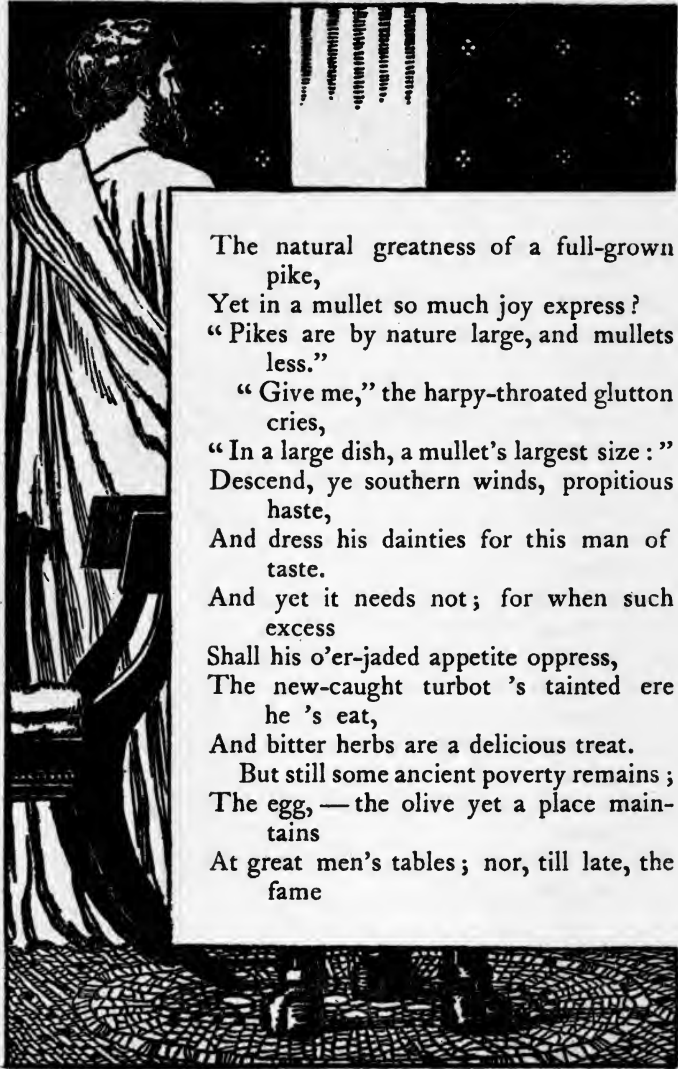 The natural greatness of a full-grown
pike,
Yet in a mullet so much joy express?
“ Pikes are by nature large, and mullets
less.”
“ Give me,” the harpy-throated glutton
cries,
“ In a large dish, a mullet's largest size : ”
Descend, ye southern winds, propitious
haste,
And dress his dainties for this man of
taste.
And yet it needs not ; for when such
excess
Shall his o'er-jaded appetite oppress,
The new-caught turbot 's tainted ere
he 's eat,
And bitter herbs are a delicious treat.
But still some ancient poverty remains ;
The egg, — the olive yet a place main-
tains
At great men's tables ; nor, till late, the
fame